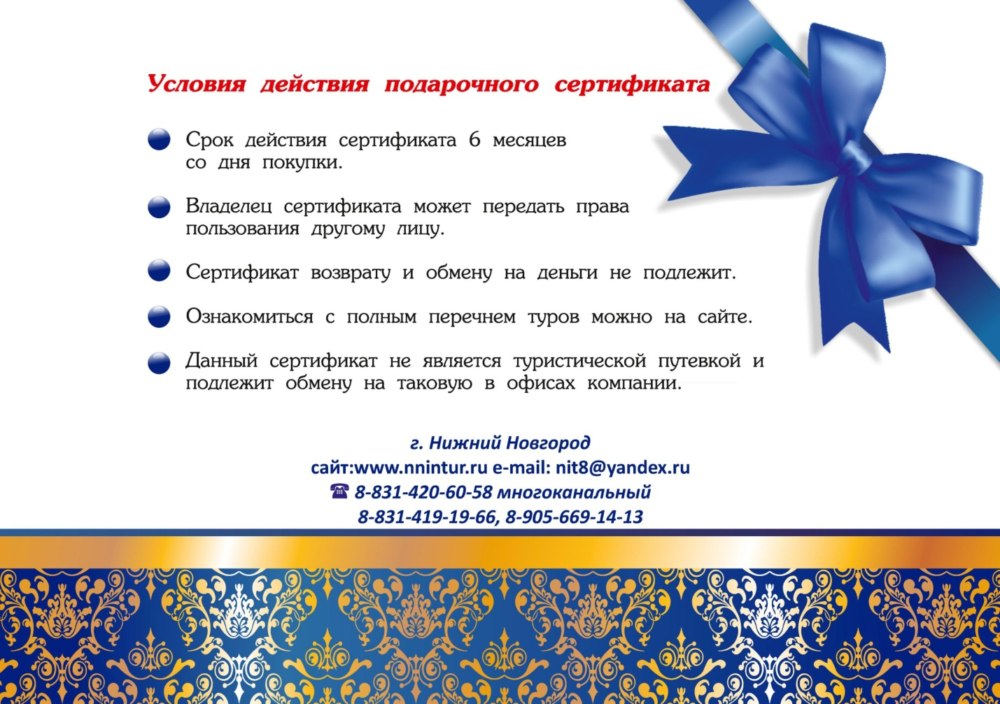 Условия действия подарочного сертификата
Срок действия сертификата 6 месяцев
со дня покупки.
Владелец сертификата может передать права
пользования другому лицу.
Сертификат возврату и обмену на деньги не подлежит.
Ознакомиться с полным перечнем туров можно на сайте.
Данный сертификат не является туристической путевкой и
подлежит обмену на таковую в офисах компании.
г. Нижний Новгород
сайт:www.nnintur.ru e-mail: nit8@yandex.ru
☎ 8-831-420-60-58 многоканальный
8-831-419-19-66, 8-905-669-14-13